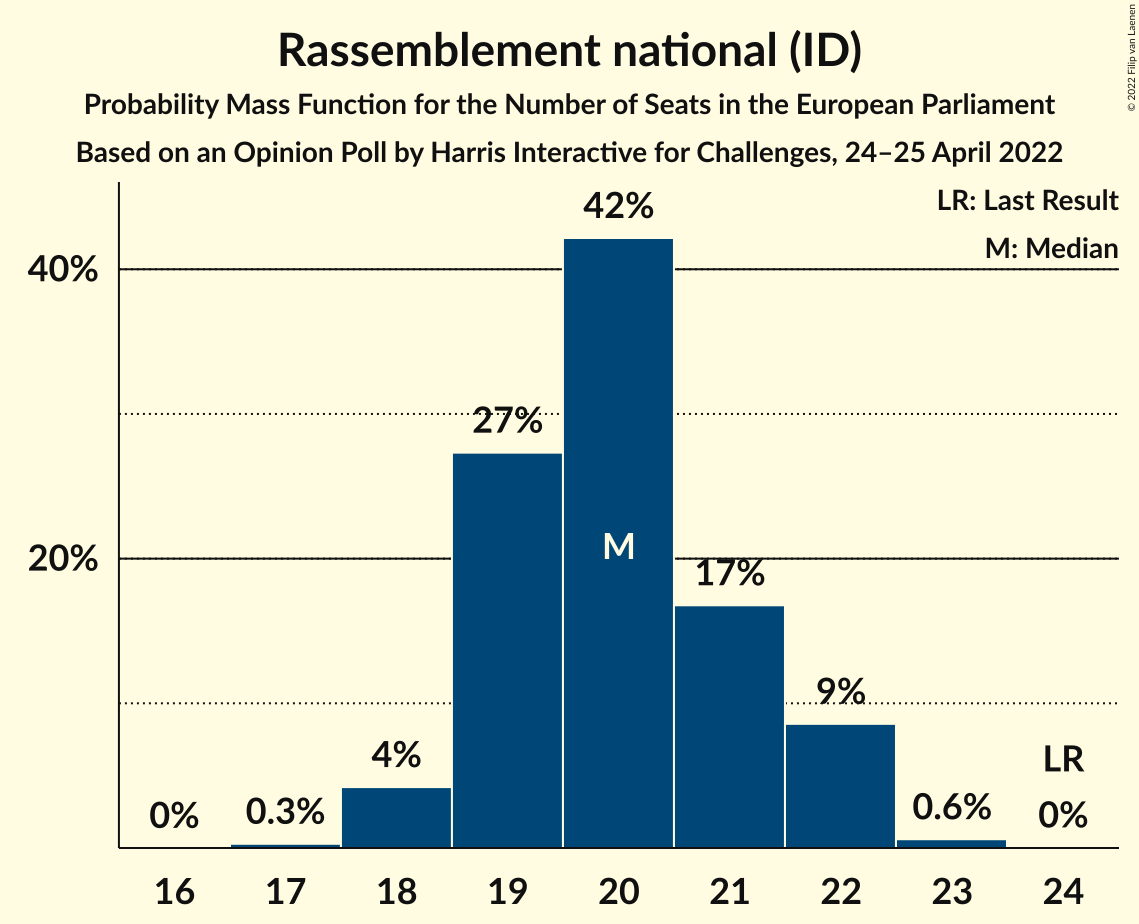 Rassemblement national (ID)
Probability Mass Function for the Number of Seats in the European Parliament
Based on an Opinion Poll by Harris Interactive for Challenges, 24–25 April 2022
© 2022 Filip van Laenen
LR: Last Result
M: Median
40%
20%
0%
0.3%
4%
27%
42%
M
17%
9%
0.6%
LR
0%
16 17 18 19 20 21 22 23 24